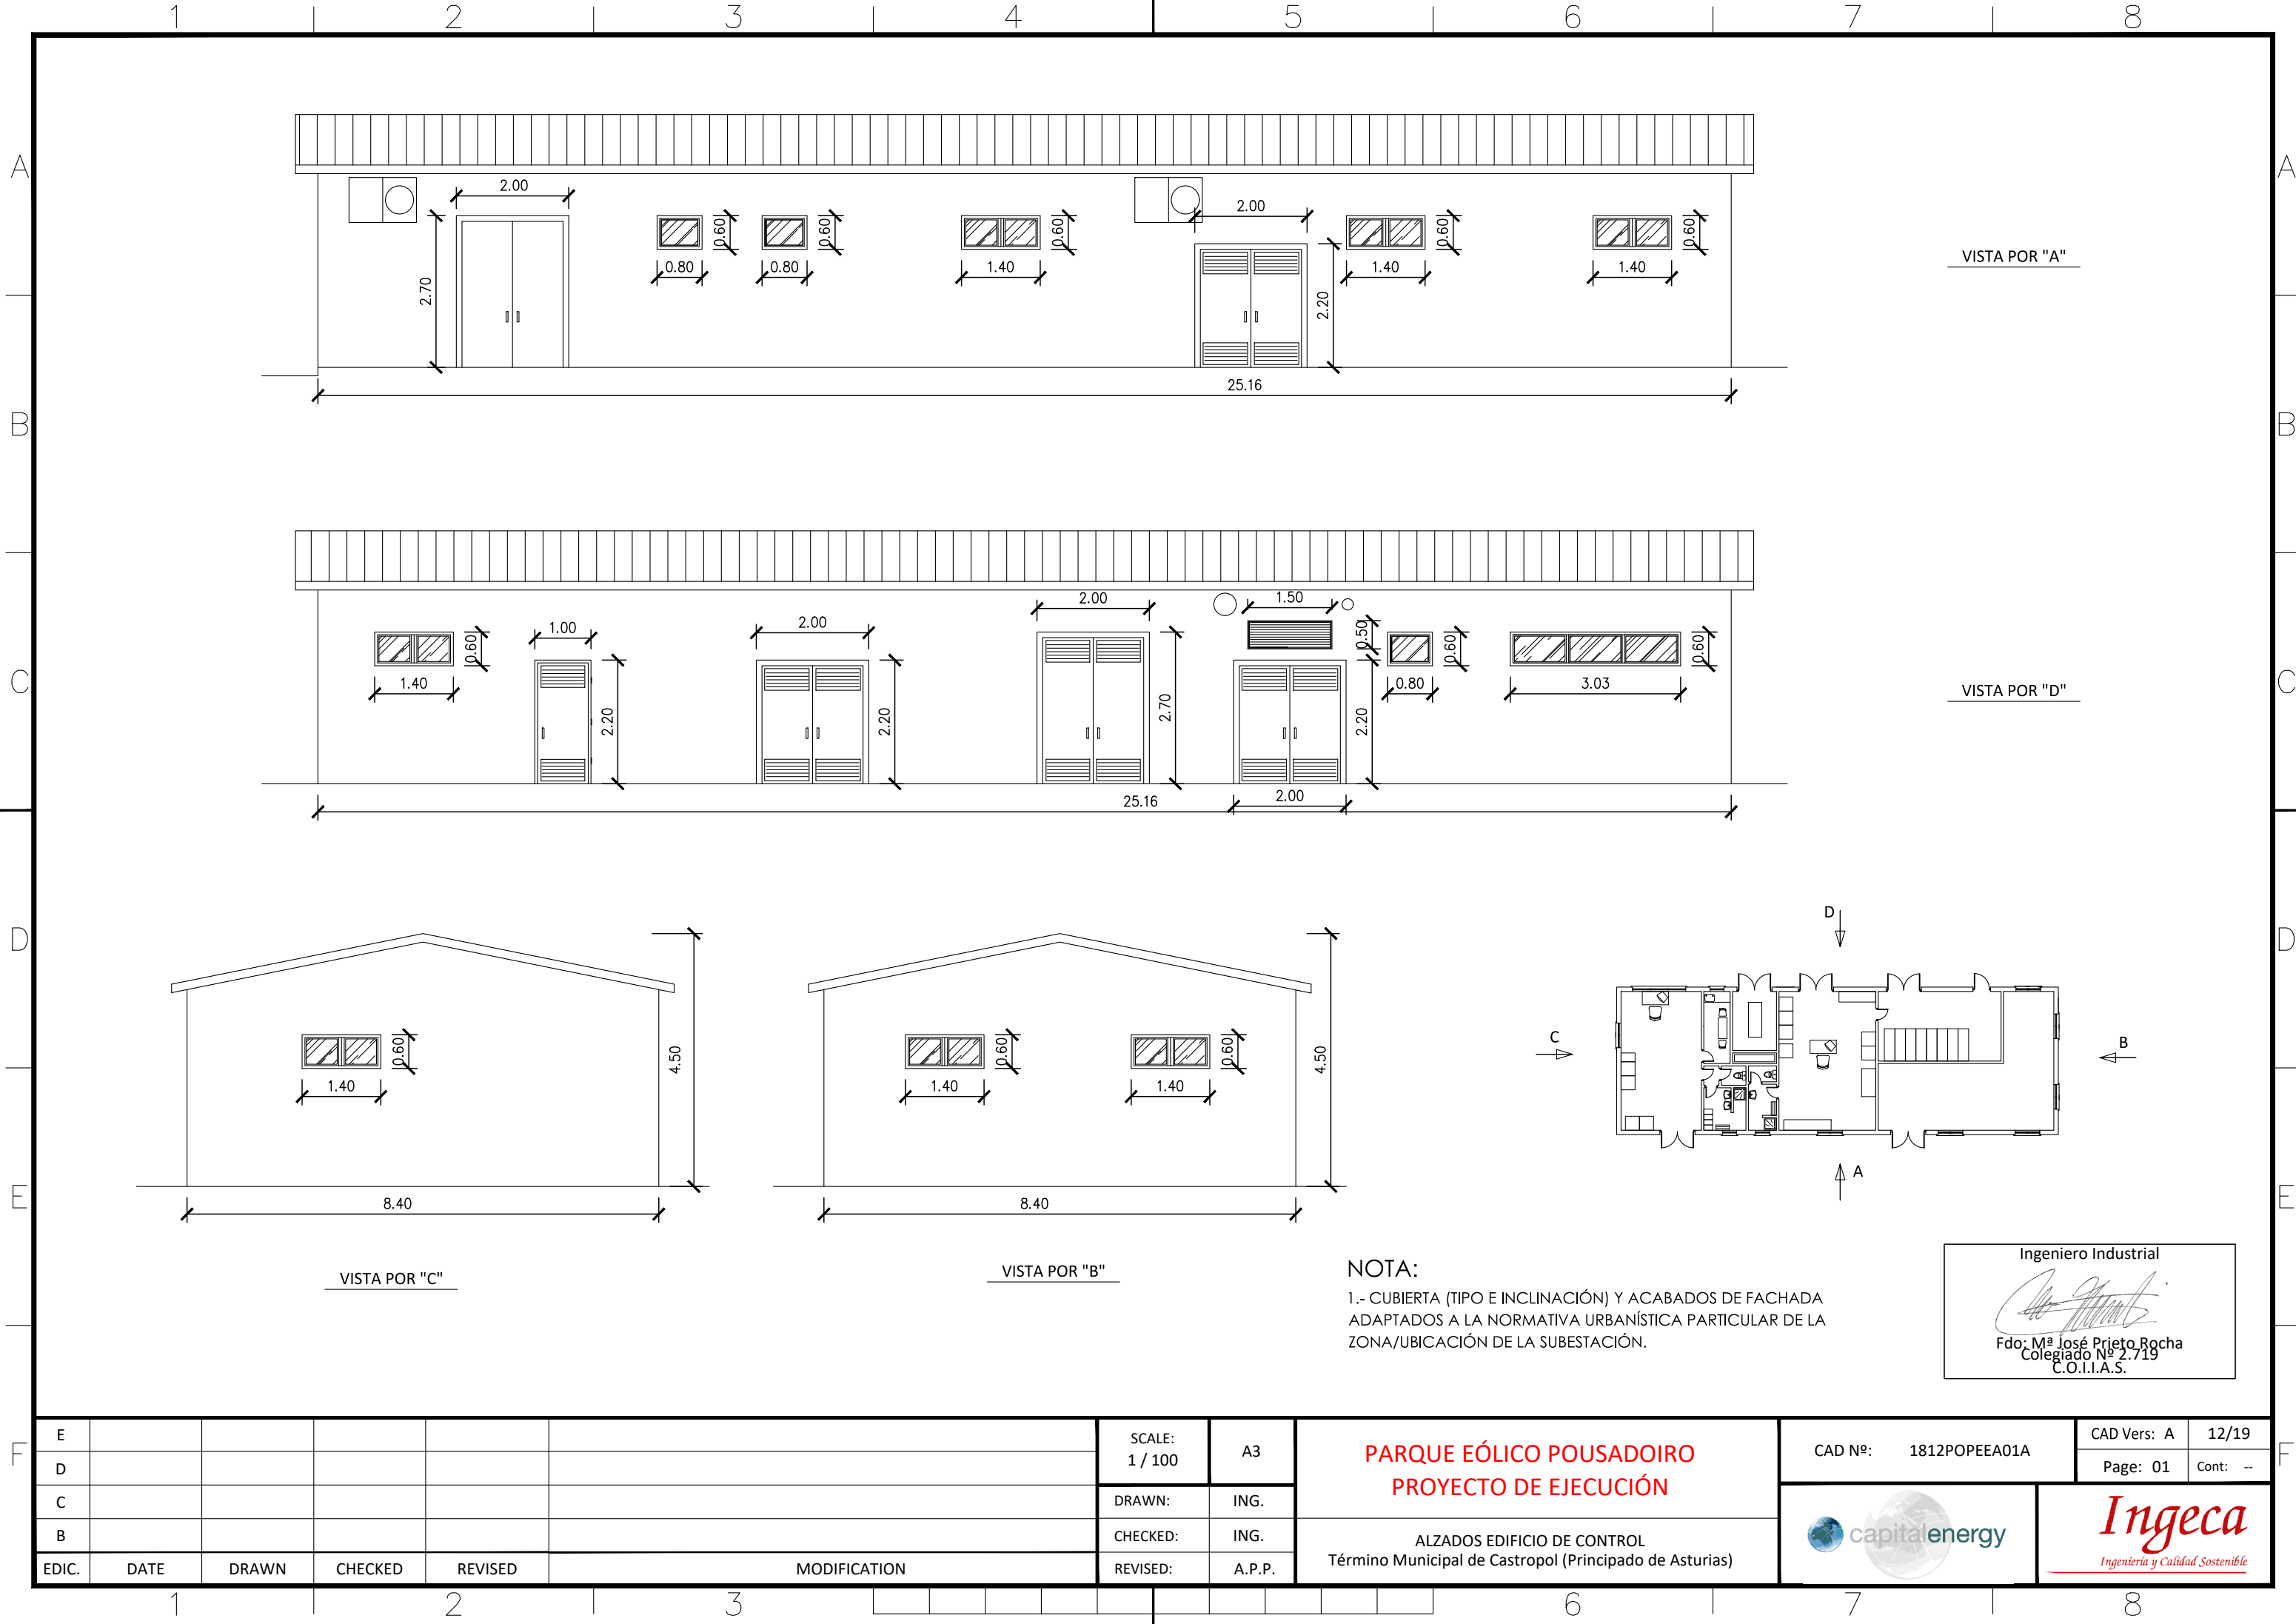 1 2 3 4 5 6 7 8
A A
2.00
2.00
0.60 0.60 0.60 0.60 0.60
0.80 0.80 1.40 1.40 1.40
2.70
2.20
VISTA POR "A"
25.16
B B
2.00 1.50
1.00 2.00
0.60 0.50 0.60 0.60
1.40 0.80 3.03
2.20 2.20 2.70 2.20
VISTA POR "D"
C C
25.16 2.00
D D
D
C
B
A
0.60
1.40
4.50
8.40
VISTA POR "C"
0.60 0.60
1.40 1.40
4.50
8.40
VISTA POR "B"
E E
NOTA:
1.- CUBIERTA (TIPO E INCLINACIÓN) Y ACABADOS DE FACHADA
ADAPTADOS A LA NORMATIVA URBANÍSTICA PARTICULAR DE LA
ZONA/UBICACIÓN DE LA SUBESTACIÓN.
Ingeniero Industrial
Fdo: Mª José Prieto Rocha
Colegiado Nº 2.719
C.O.I.I.A.S.
F F
E
D
C
B
EDIC. DATE DRAWN CHECKED REVISED MODIFICATION
SCALE:
1 / 100
A3
DRAWN: ING.
CHECKED: ING.
REVISED: A.P.P.
PARQUE EÓLICO POUSADOIRO
PROYECTO DE EJECUCIÓN
ALZADOS EDIFICIO DE CONTROL
Término Municipal de Castropol (Principado de Asturias)
CAD Nº: 1812POPEEA01A
CAD Vers: A 12/19
Page: 01 Cont: --
capitalenergy
Ingeca
Ingeniería y Calidad Sostenible
1 2 3 6 7 8